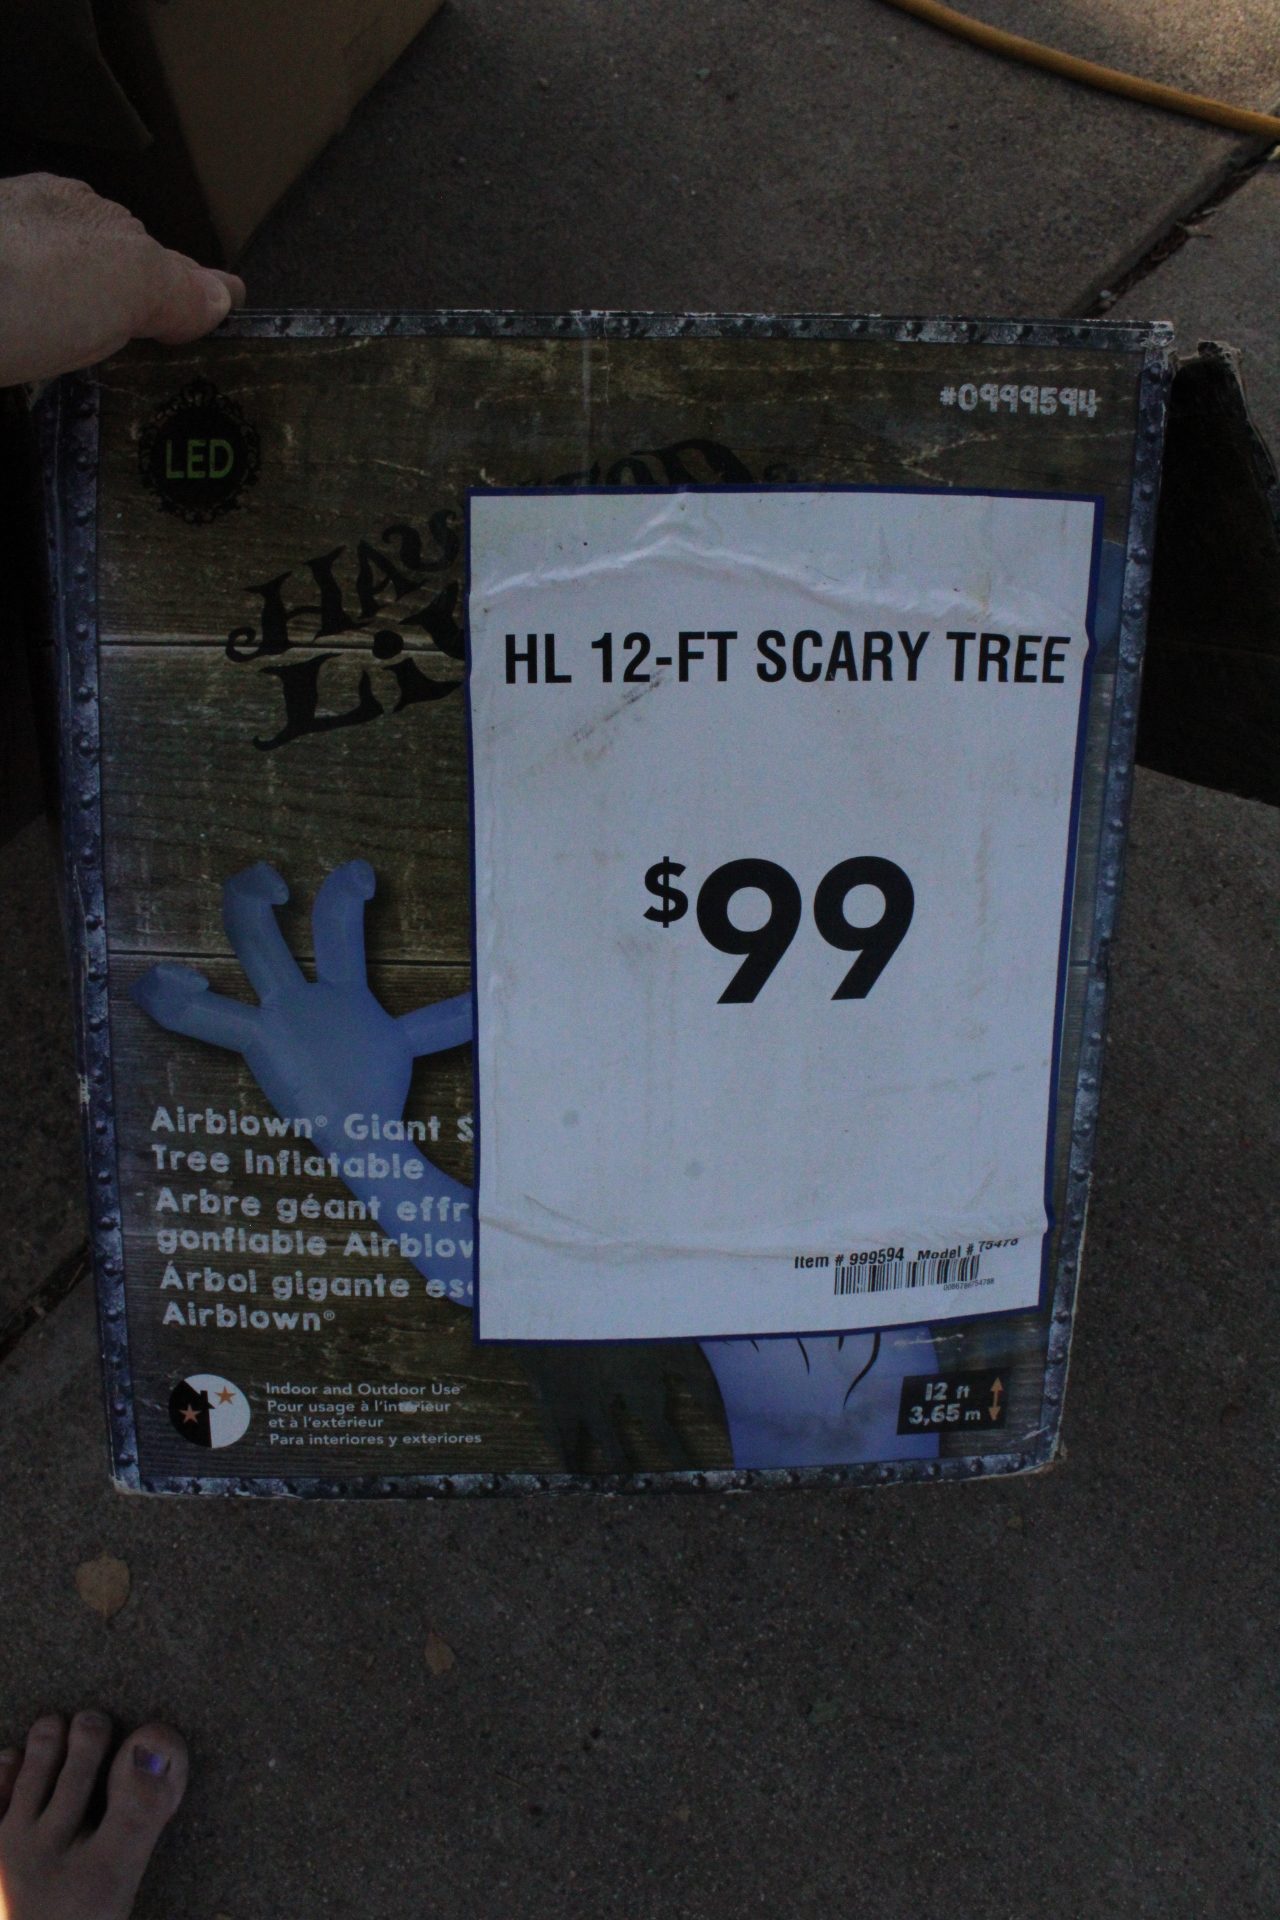 #0999594
LED
HL 12-FT SCARY TREE
$99
Airblown® Giant S
Tree Inflatable
Arbre géant effr
gonflable Airblow
Árbol gigante es
Airblown®
Item # 999594 Model # 75478
Indoor and Outdoor Use
Pour usage à l'intérieur
et à l'extérieur
Para interiores y exteriores
12 ft
3,65 m